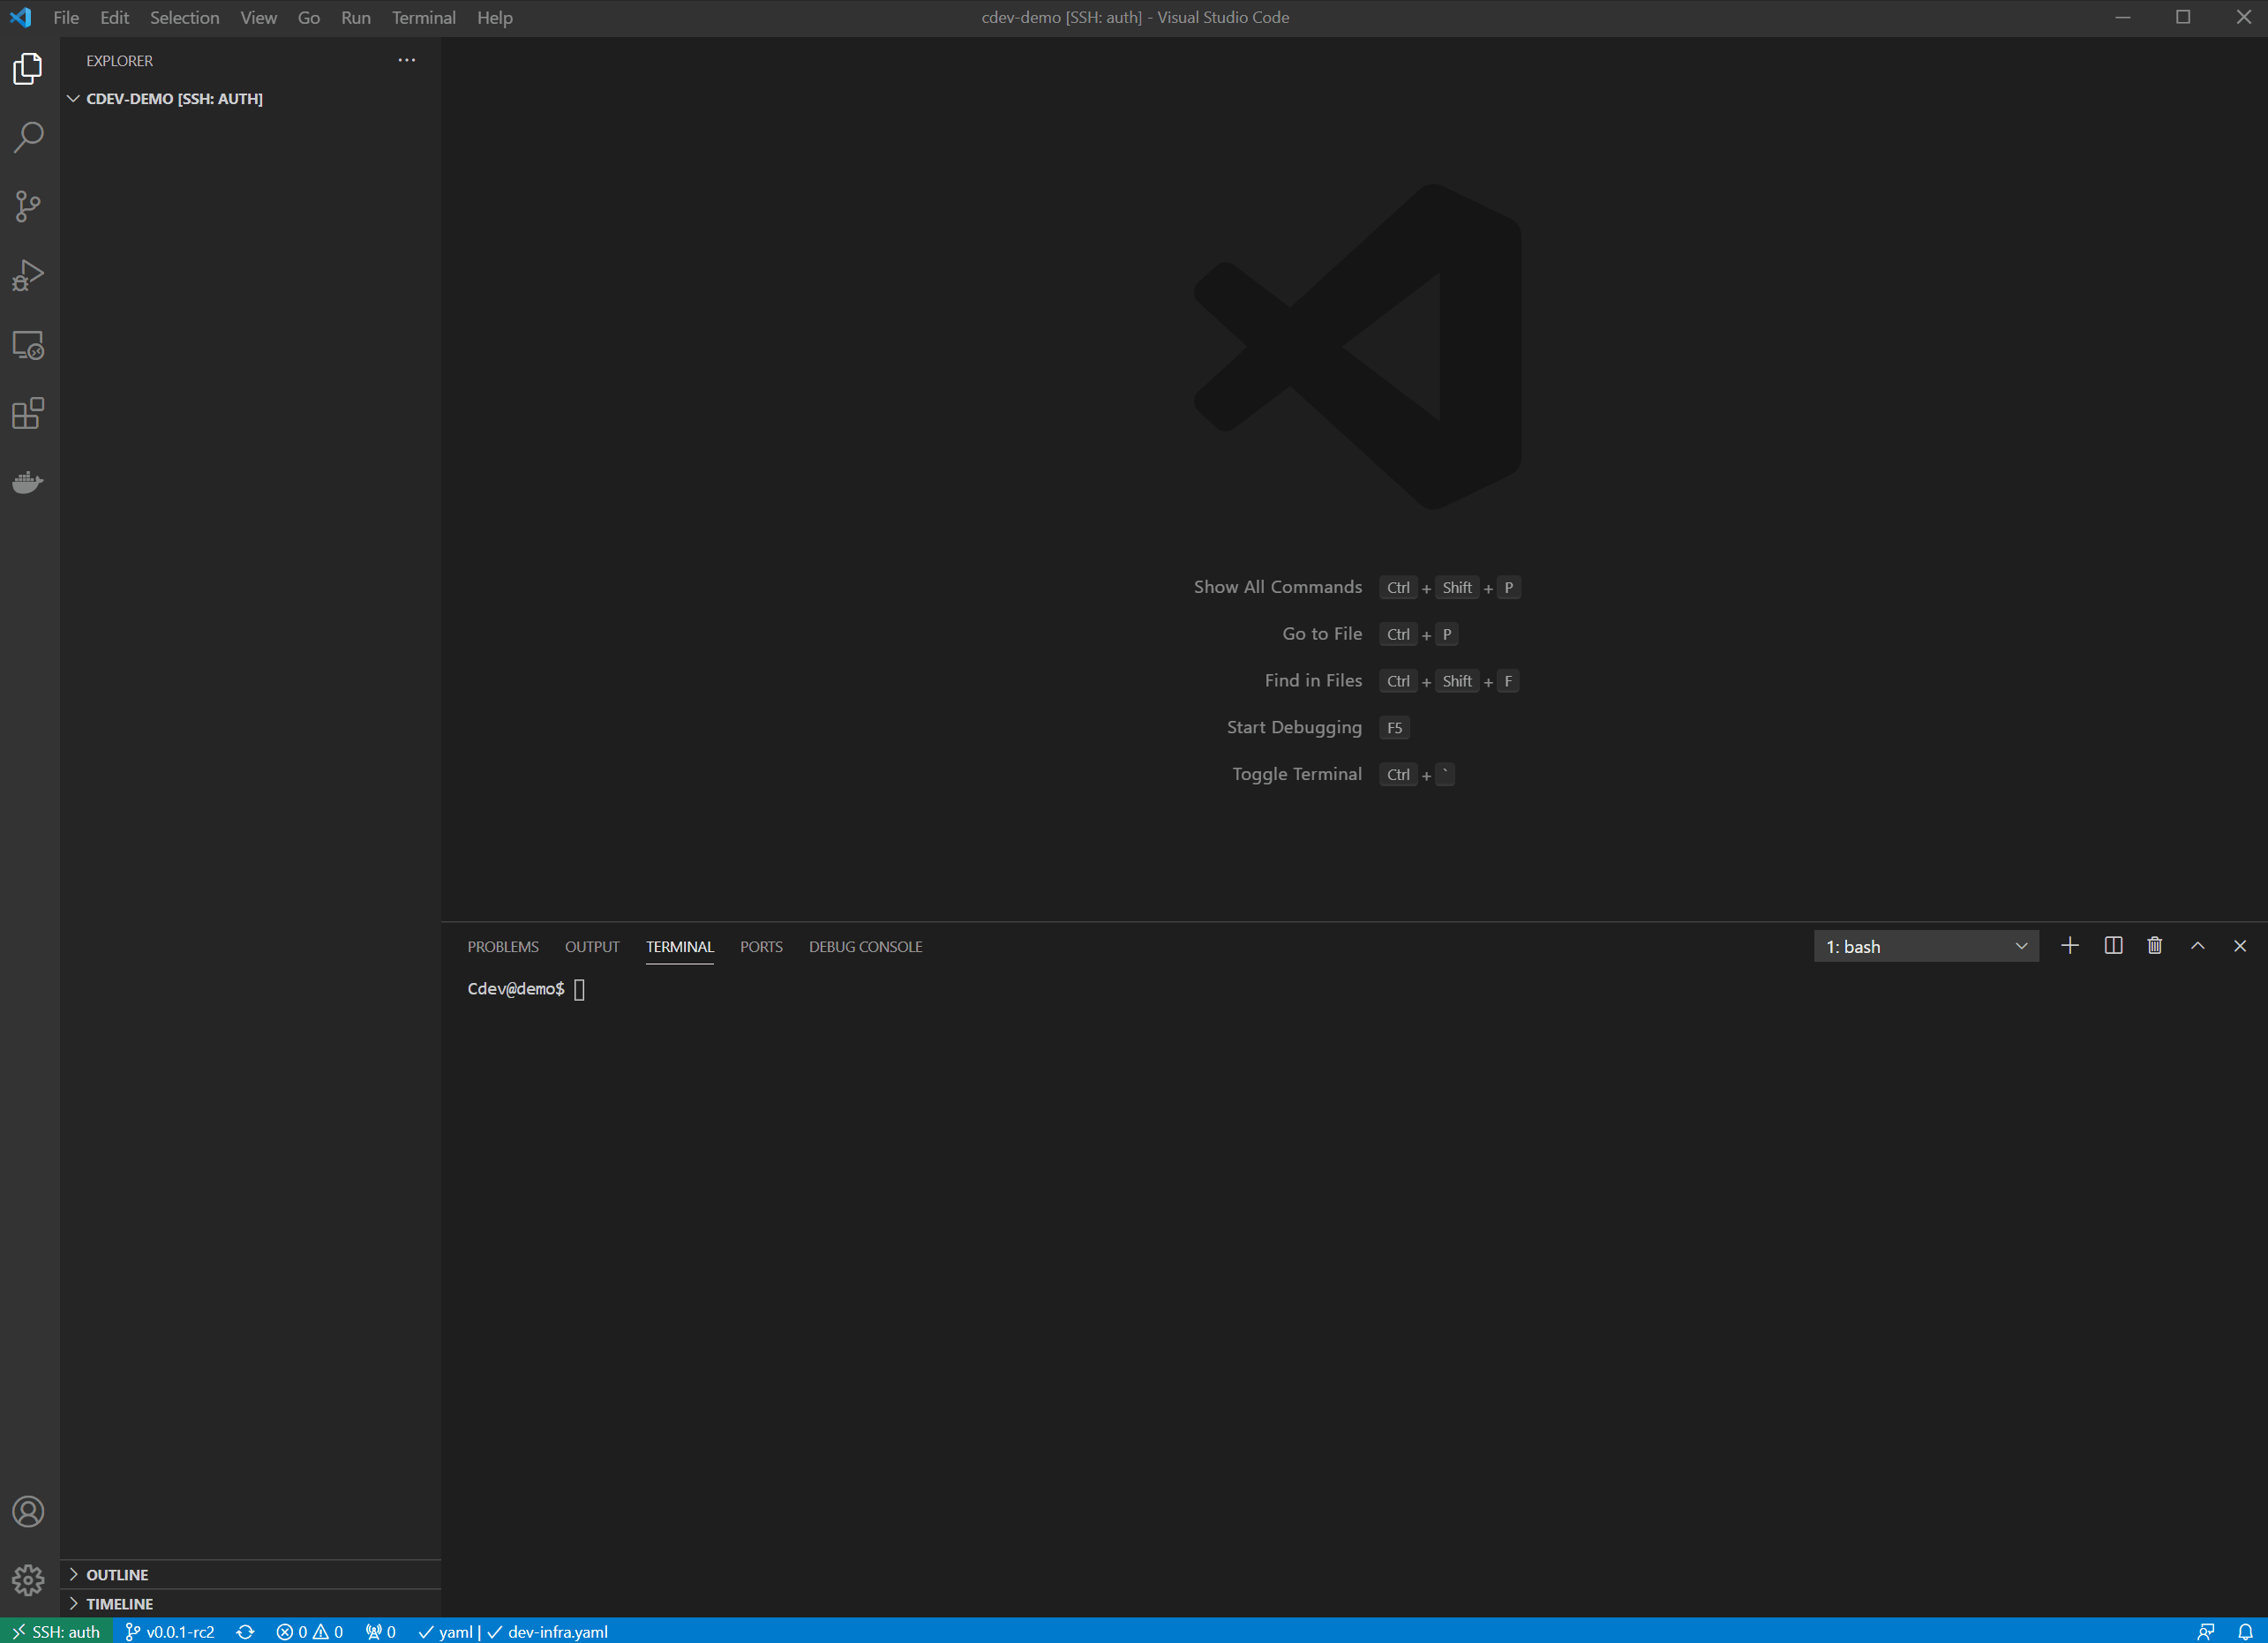 File Edit Selection View Go Run Terminal Help
cdev-demo [SSH: auth] - Visual Studio Code
EXPLORER
CDEV-DEMO [SSH: AUTH]
Show All Commands Ctrl + Shift + P
Go to File Ctrl + P
Find in Files Ctrl + Shift + F
Start Debugging F5
Toggle Terminal Ctrl + `
PROBLEMS OUTPUT TERMINAL PORTS DEBUG CONSOLE
1: bash
Cdev@demo$
OUTLINE
TIMELINE
SSH: auth v0.0.1-rc2 0 0 0 yaml | dev-infra.yaml